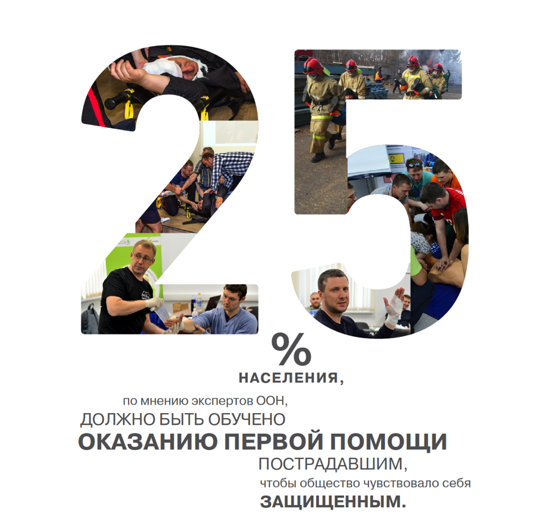 25
%
НАСЕЛЕНИЯ,
по мнению экспертов ООН,
ДОЛЖНО БЫТЬ ОБУЧЕНО
ОКАЗАНИЮ ПЕРВОЙ ПОМОЩИ
ПОСТРАДАВШИМ,
чтобы общество чувствовало себя
ЗАЩИЩЕННЫМ.